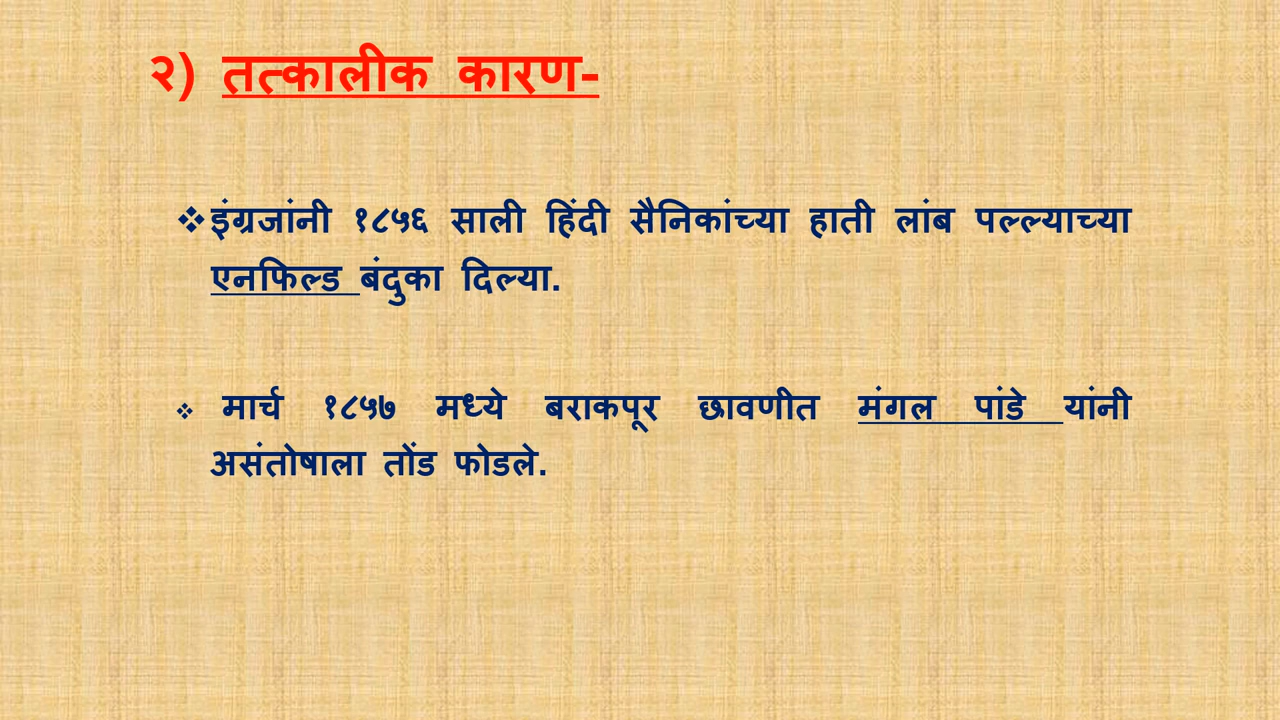 २) तत्कालीक कारण-
❖इंग्रजांनी १८५६ साली हिंदी सैनिकांच्या हाती लांब पल्ल्याच्या
एनफिल्ड बंदुका दिल्या.
❖ मार्च १८५७ मध्ये बराकपूर छावणीत मंगल पांडे यांनी
असंतोषाला तोंड फोडले.